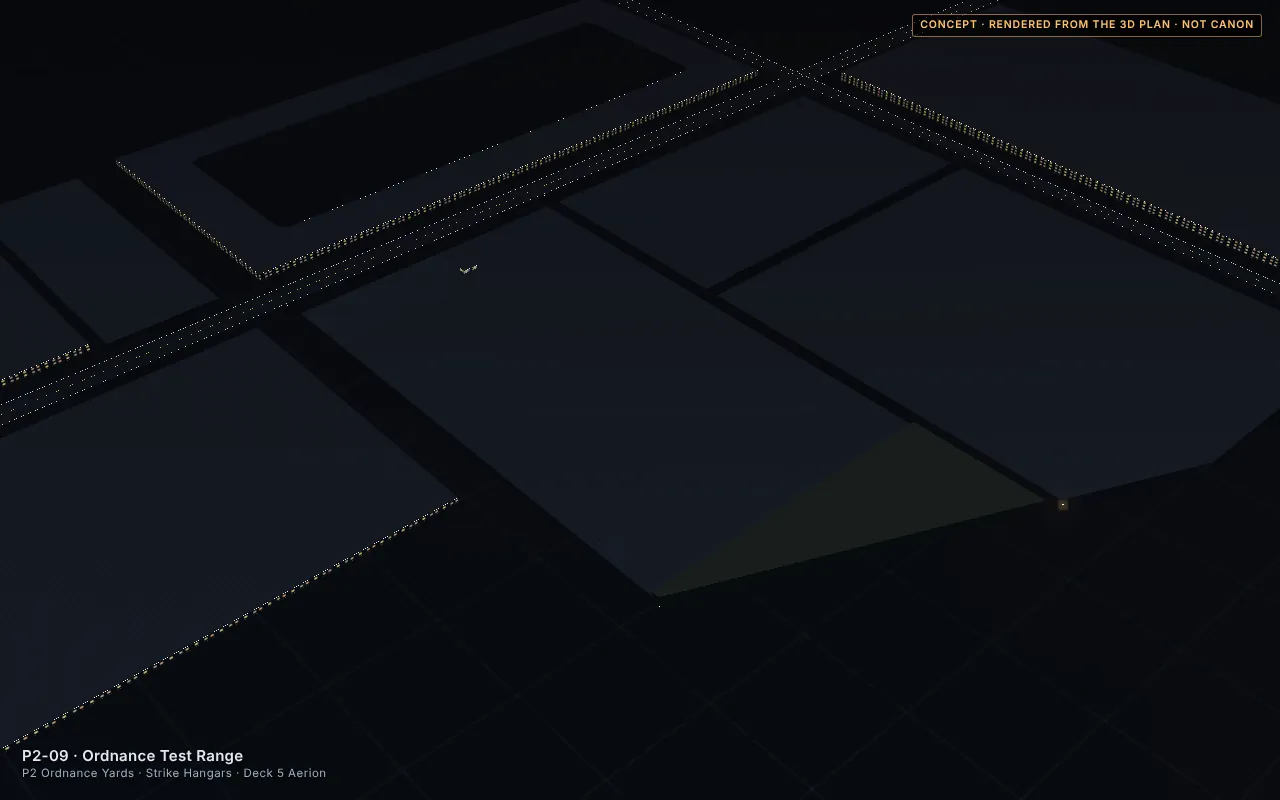 CONCEPT · RENDERED FROM THE 3D PLAN · NOT CANON
P2-09 · Ordnance Test Range
P2 Ordnance Yards · Strike Hangars · Deck 5 Aerion